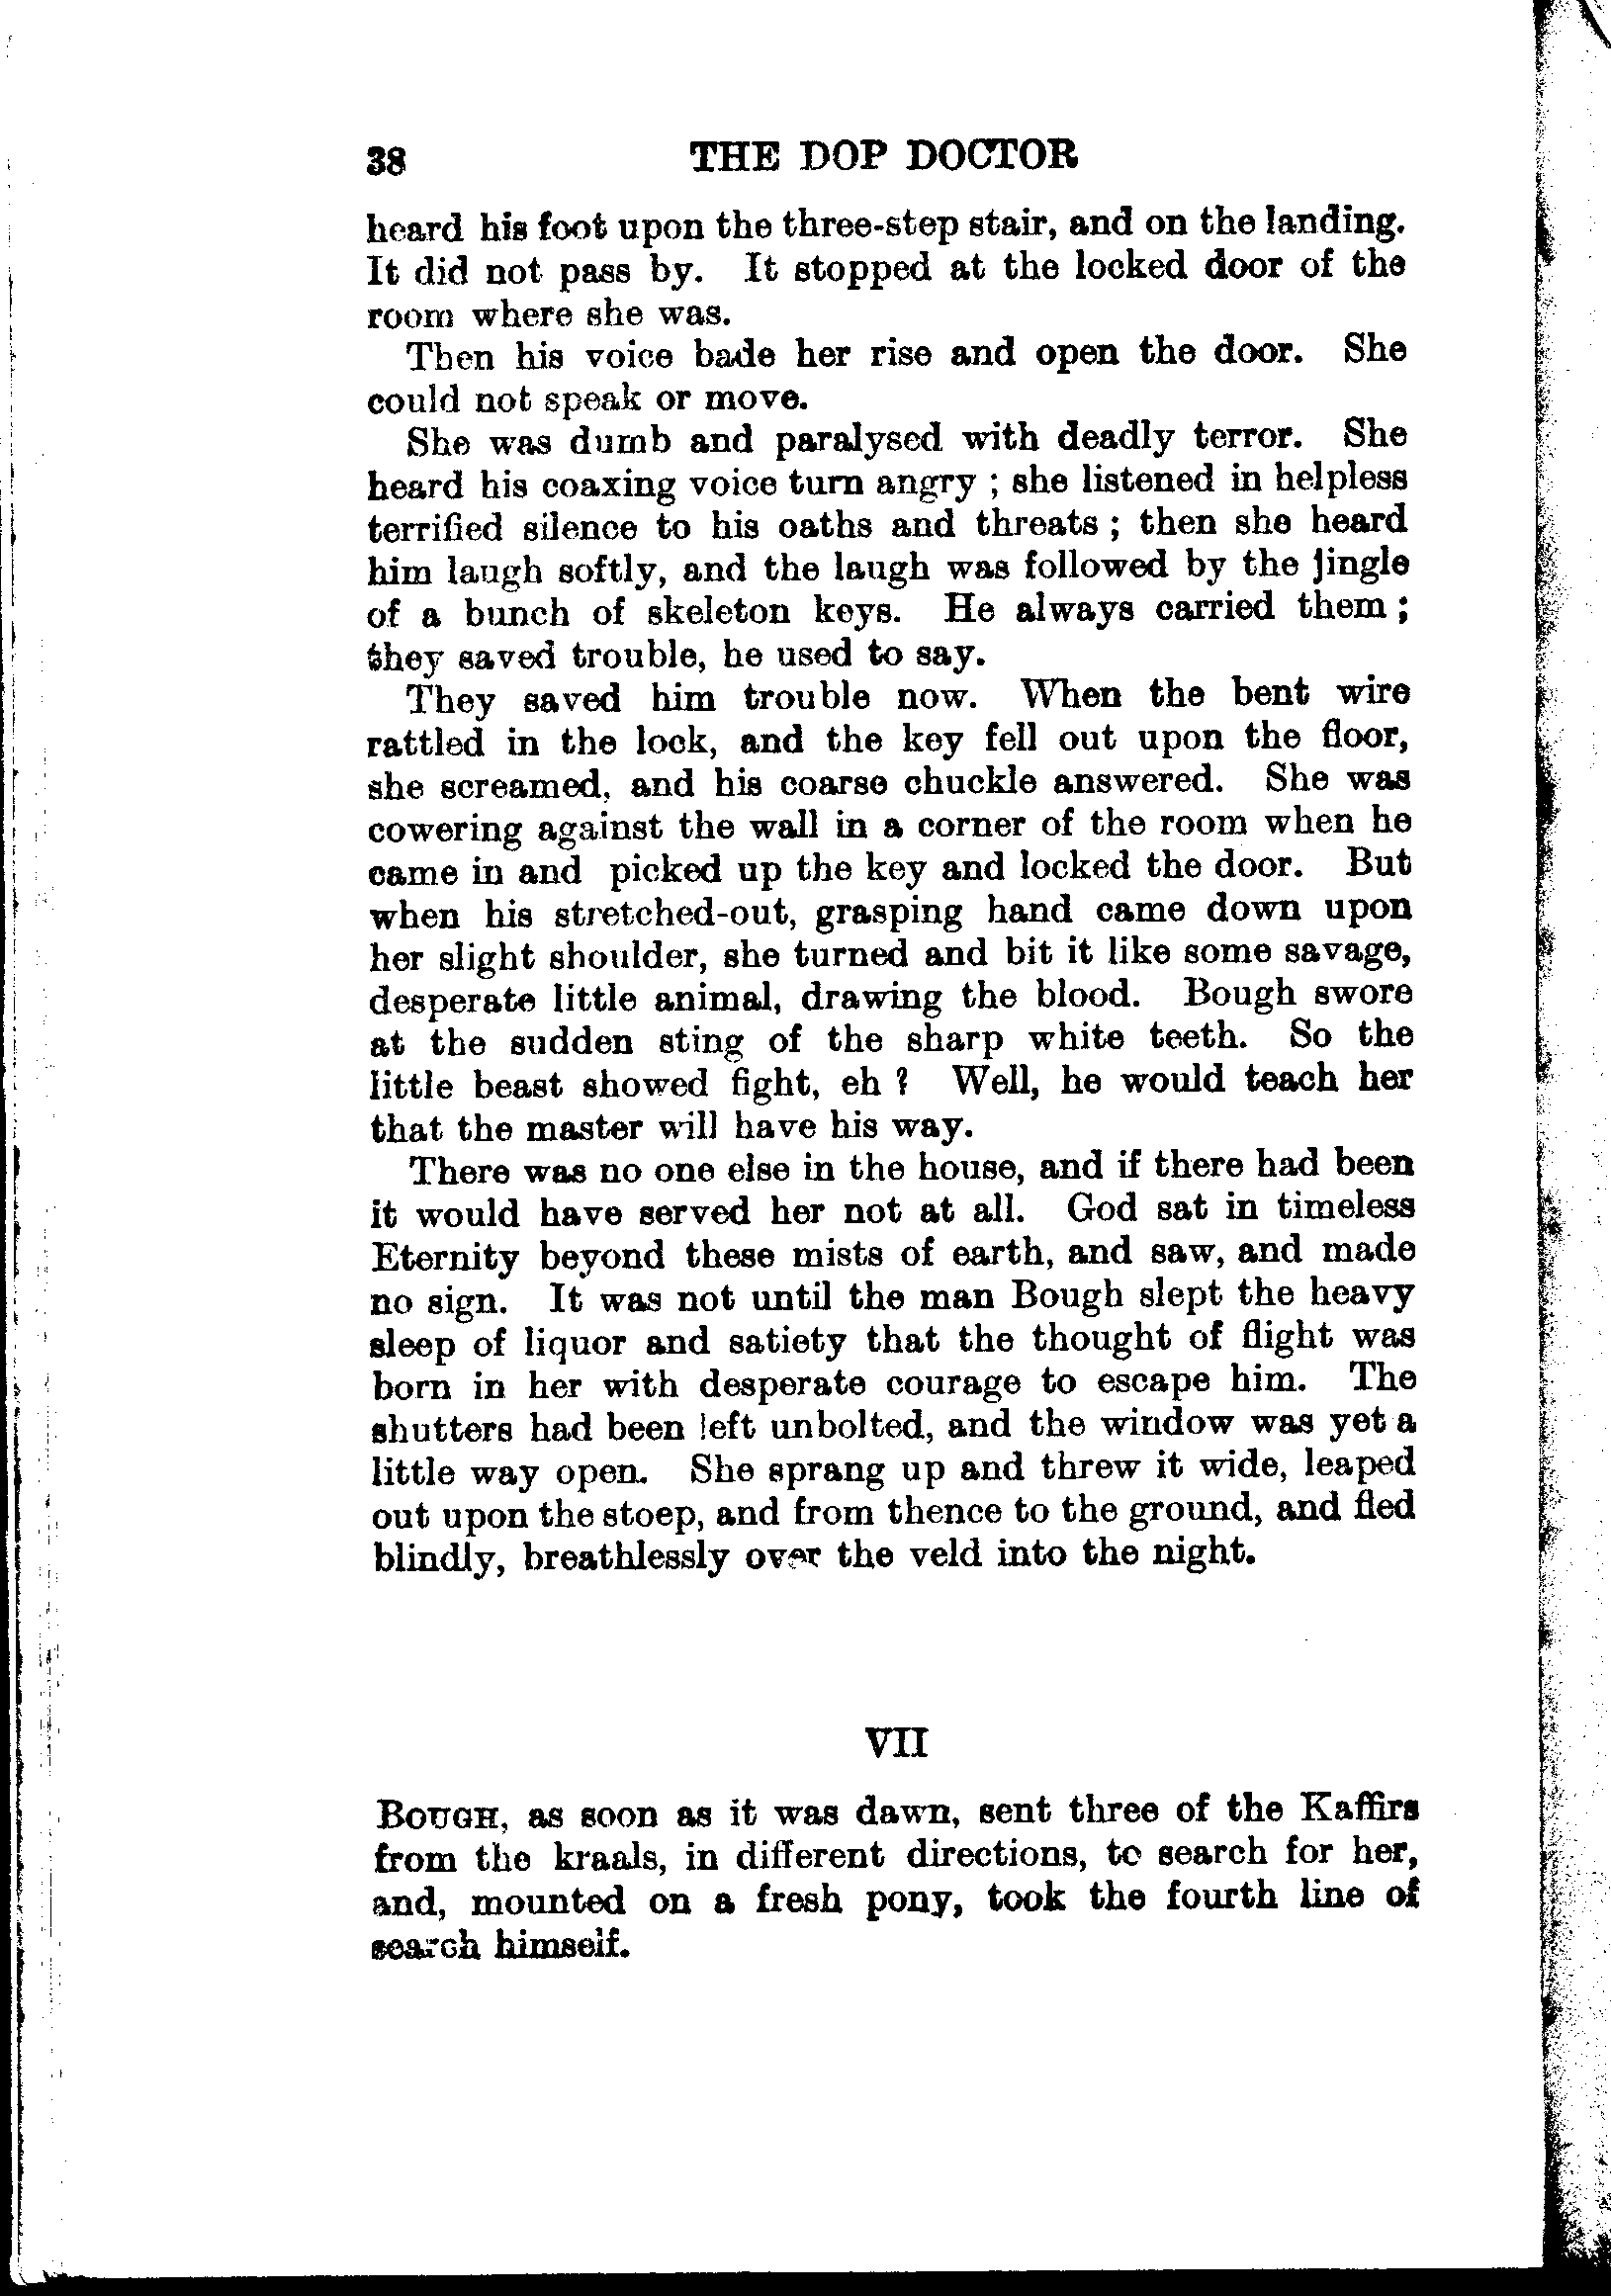 38 THE DOP DOCTOR
heard his foot upon the three-step stair, and on the landing.
It did not pass by. It stopped at the locked door of the
room where she was.
Then his voice bade her rise and open the door. She
could not speak or move.
She was dumb and paralysed with deadly terror. She
heard his coaxing voice turn angry ; she listened in helpless
terrified silence to his oaths and threats ; then she heard
him laugh softly, and the laugh was followed by the jingle
of a bunch of skeleton keys. He always carried them ;
they saved trouble, he used to say.
They saved him trouble now. When the bent wire
rattled in the lock, and the key fell out upon the floor,
she screamed, and his coarse chuckle answered. She was
cowering against the wall in a corner of the room when he
came in and picked up the key and locked the door. But
when his stretched-out, grasping hand came down upon
her slight shoulder, she turned and bit it like some savage,
desperate little animal, drawing the blood. Bough swore
at the sudden sting of the sharp white teeth. So the
little beast showed fight, eh ? Well, he would teach her
that the master will have his way.
There was no one else in the house, and if there had been
it would have served her not at all. God sat in timeless
Eternity beyond these mists of earth, and saw, and made
no sign. It was not until the man Bough slept the heavy
sleep of liquor and satiety that the thought of flight was
born in her with desperate courage to escape him. The
shutters had been left unbolted, and the window was yet a
little way open. She sprang up and threw it wide, leaped
out upon the stoep, and from thence to the ground, and fled
blindly, breathlessly over the veld into the night.
VII
BOUGH, as soon as it was dawn, sent three of the Kaffirs
from the kraals, in different directions, to search for her,
and, mounted on a fresh pony, took the fourth line of
search himself.